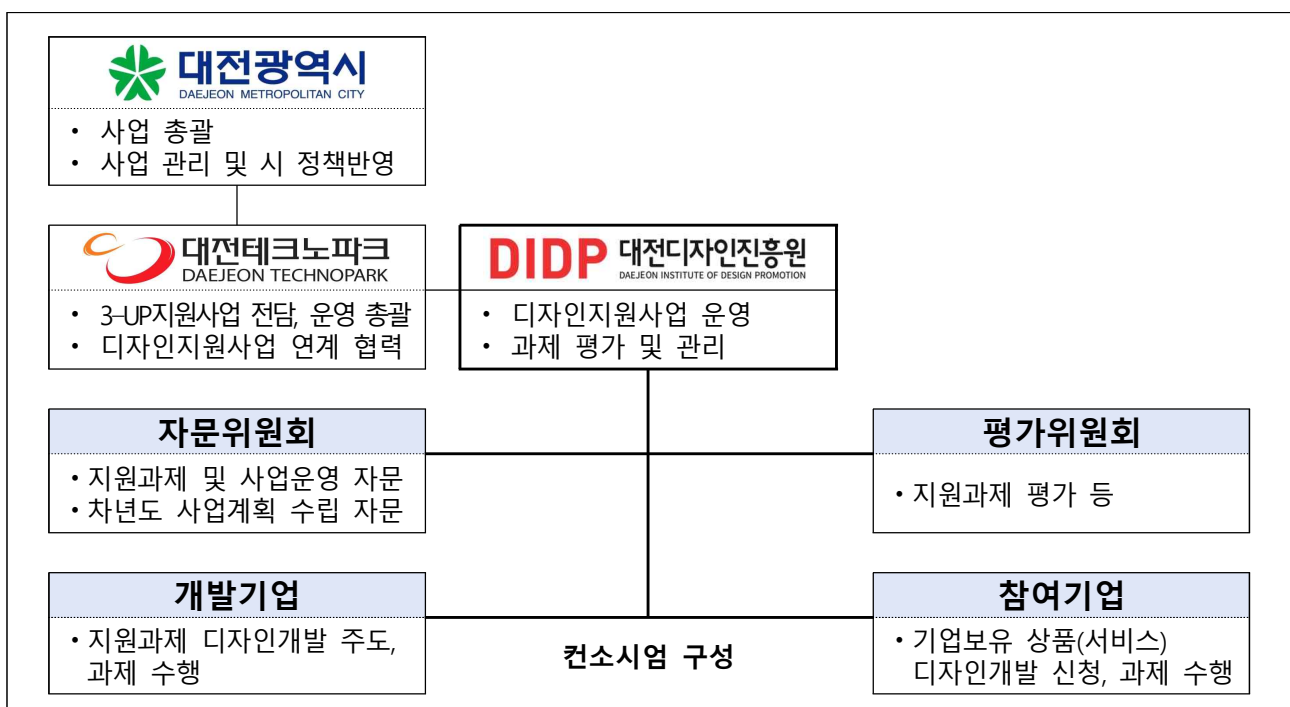 대전광역시
DAEJEON METROPOLITAN CITY
• 사업 총괄
• 사업 관리 및 시 정책반영
대전테크노파크
DAEJEON TECHNOPARK
• 3-UP지원사업 전담, 운영 총괄
• 디자인지원사업 연계 협력
DIDP 대전디자인진흥원
DAEJEON INSTITUTE OF DESIGN PROMOTION
• 디자인지원사업 운영
• 과제 평가 및 관리
자문위원회
• 지원과제 및 사업운영 자문
• 차년도 사업계획 수립 자문
평가위원회
• 지원과제 평가 등
개발기업
• 지원과제 디자인개발 주도,
과제 수행
컨소시엄 구성
참여기업
• 기업보유 상품(서비스)
디자인개발 신청, 과제 수행